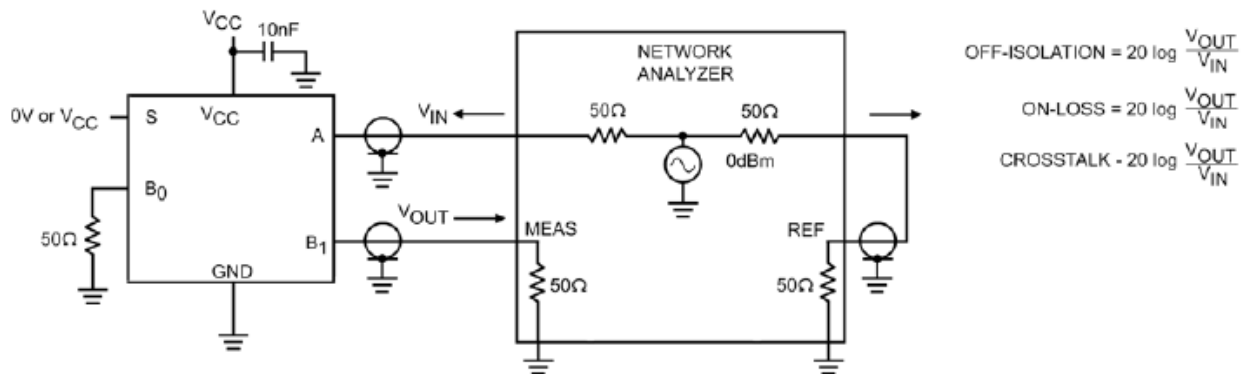 VCC
10nF
0V or VCC
S
VCC
A
B0
50Ω
B1
GND
VIN
VOUT
NETWORK
ANALYZER
50Ω
50Ω
0dBm
MEAS
REF
50Ω
50Ω
OFF-ISOLATION = 20 log VOUT/VIN
ON-LOSS = 20 log VOUT/VIN
CROSSTALK - 20 log VOUT/VIN